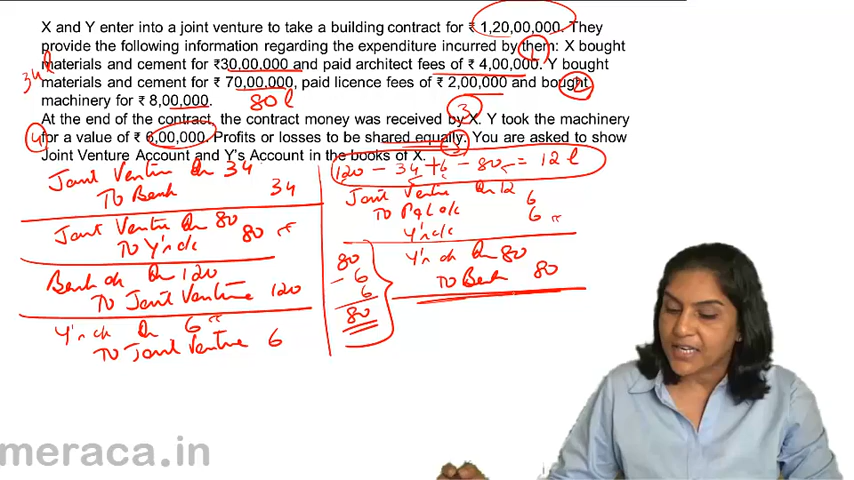 X and Y enter into a joint venture to take a building contract for ₹ 1,20,00,000. They
provide the following information regarding the expenditure incurred by them: X bought
materials and cement for ₹30,00,000 and paid architect fees of ₹ 4,00,000. Y bought
materials and cement for ₹ 70,00,000, paid licence fees of ₹ 2,00,000 and bought
machinery for ₹ 8,00,000.
At the end of the contract, the contract money was received by X. Y took the machinery
for a value of ₹ 6,00,000. Profits or losses to be shared equally. You are asked to show
Joint Venture Account and Y's Account in the books of X.
34 l
80 l
1
2
3
4
5
Joint Venture Dr 34
To Bank 34
Joint Venture Dr 80
To Y's a/c 80
Bank a/c Dr 120
To Joint Venture 120
Y's a/c Dr 6
To Joint Venture 6
120 - 34 + 6 - 80 = 12 l
Joint Venture Dr 12
To P&L a/c 6
Y's a/c 6
80
- 6
6
80
Y's a/c Dr 80
To Bank 80
meraca.in